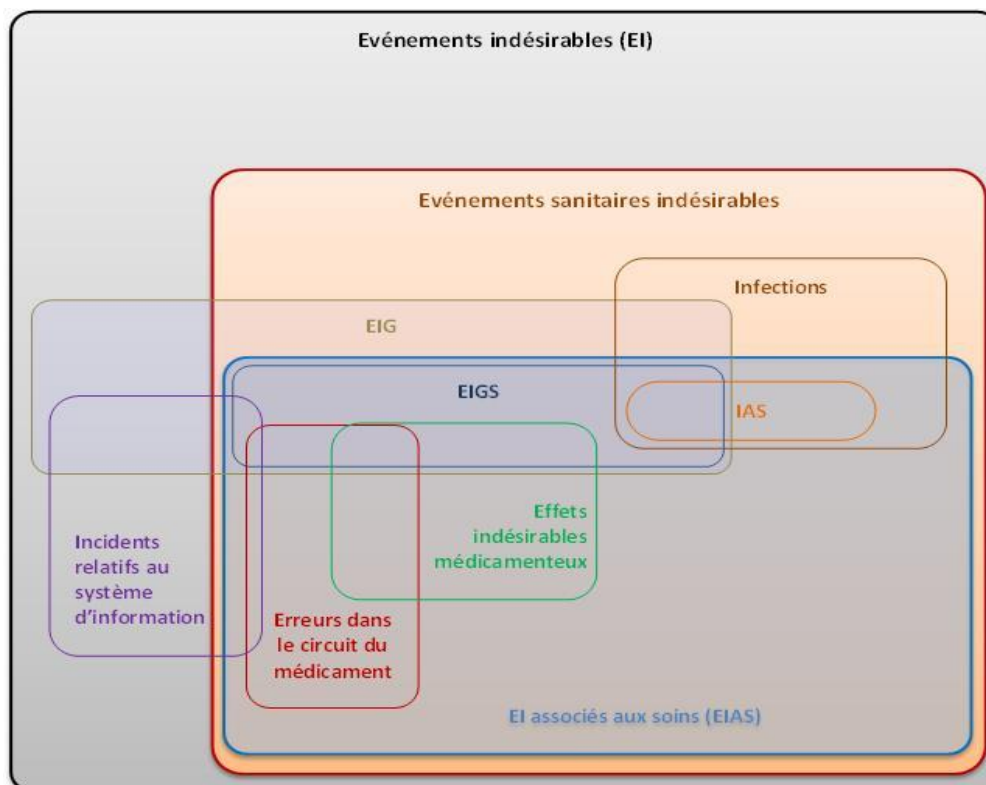 Evénements indésirables (EI)
Evénements sanitaires indésirables
Infections
EIG
EIGS
IAS
Effets
indésirables
médicamenteux
Incidents
relatifs au
système
d'information
Erreurs dans
le circuit du
médicament
EI associés aux soins (EIAS)